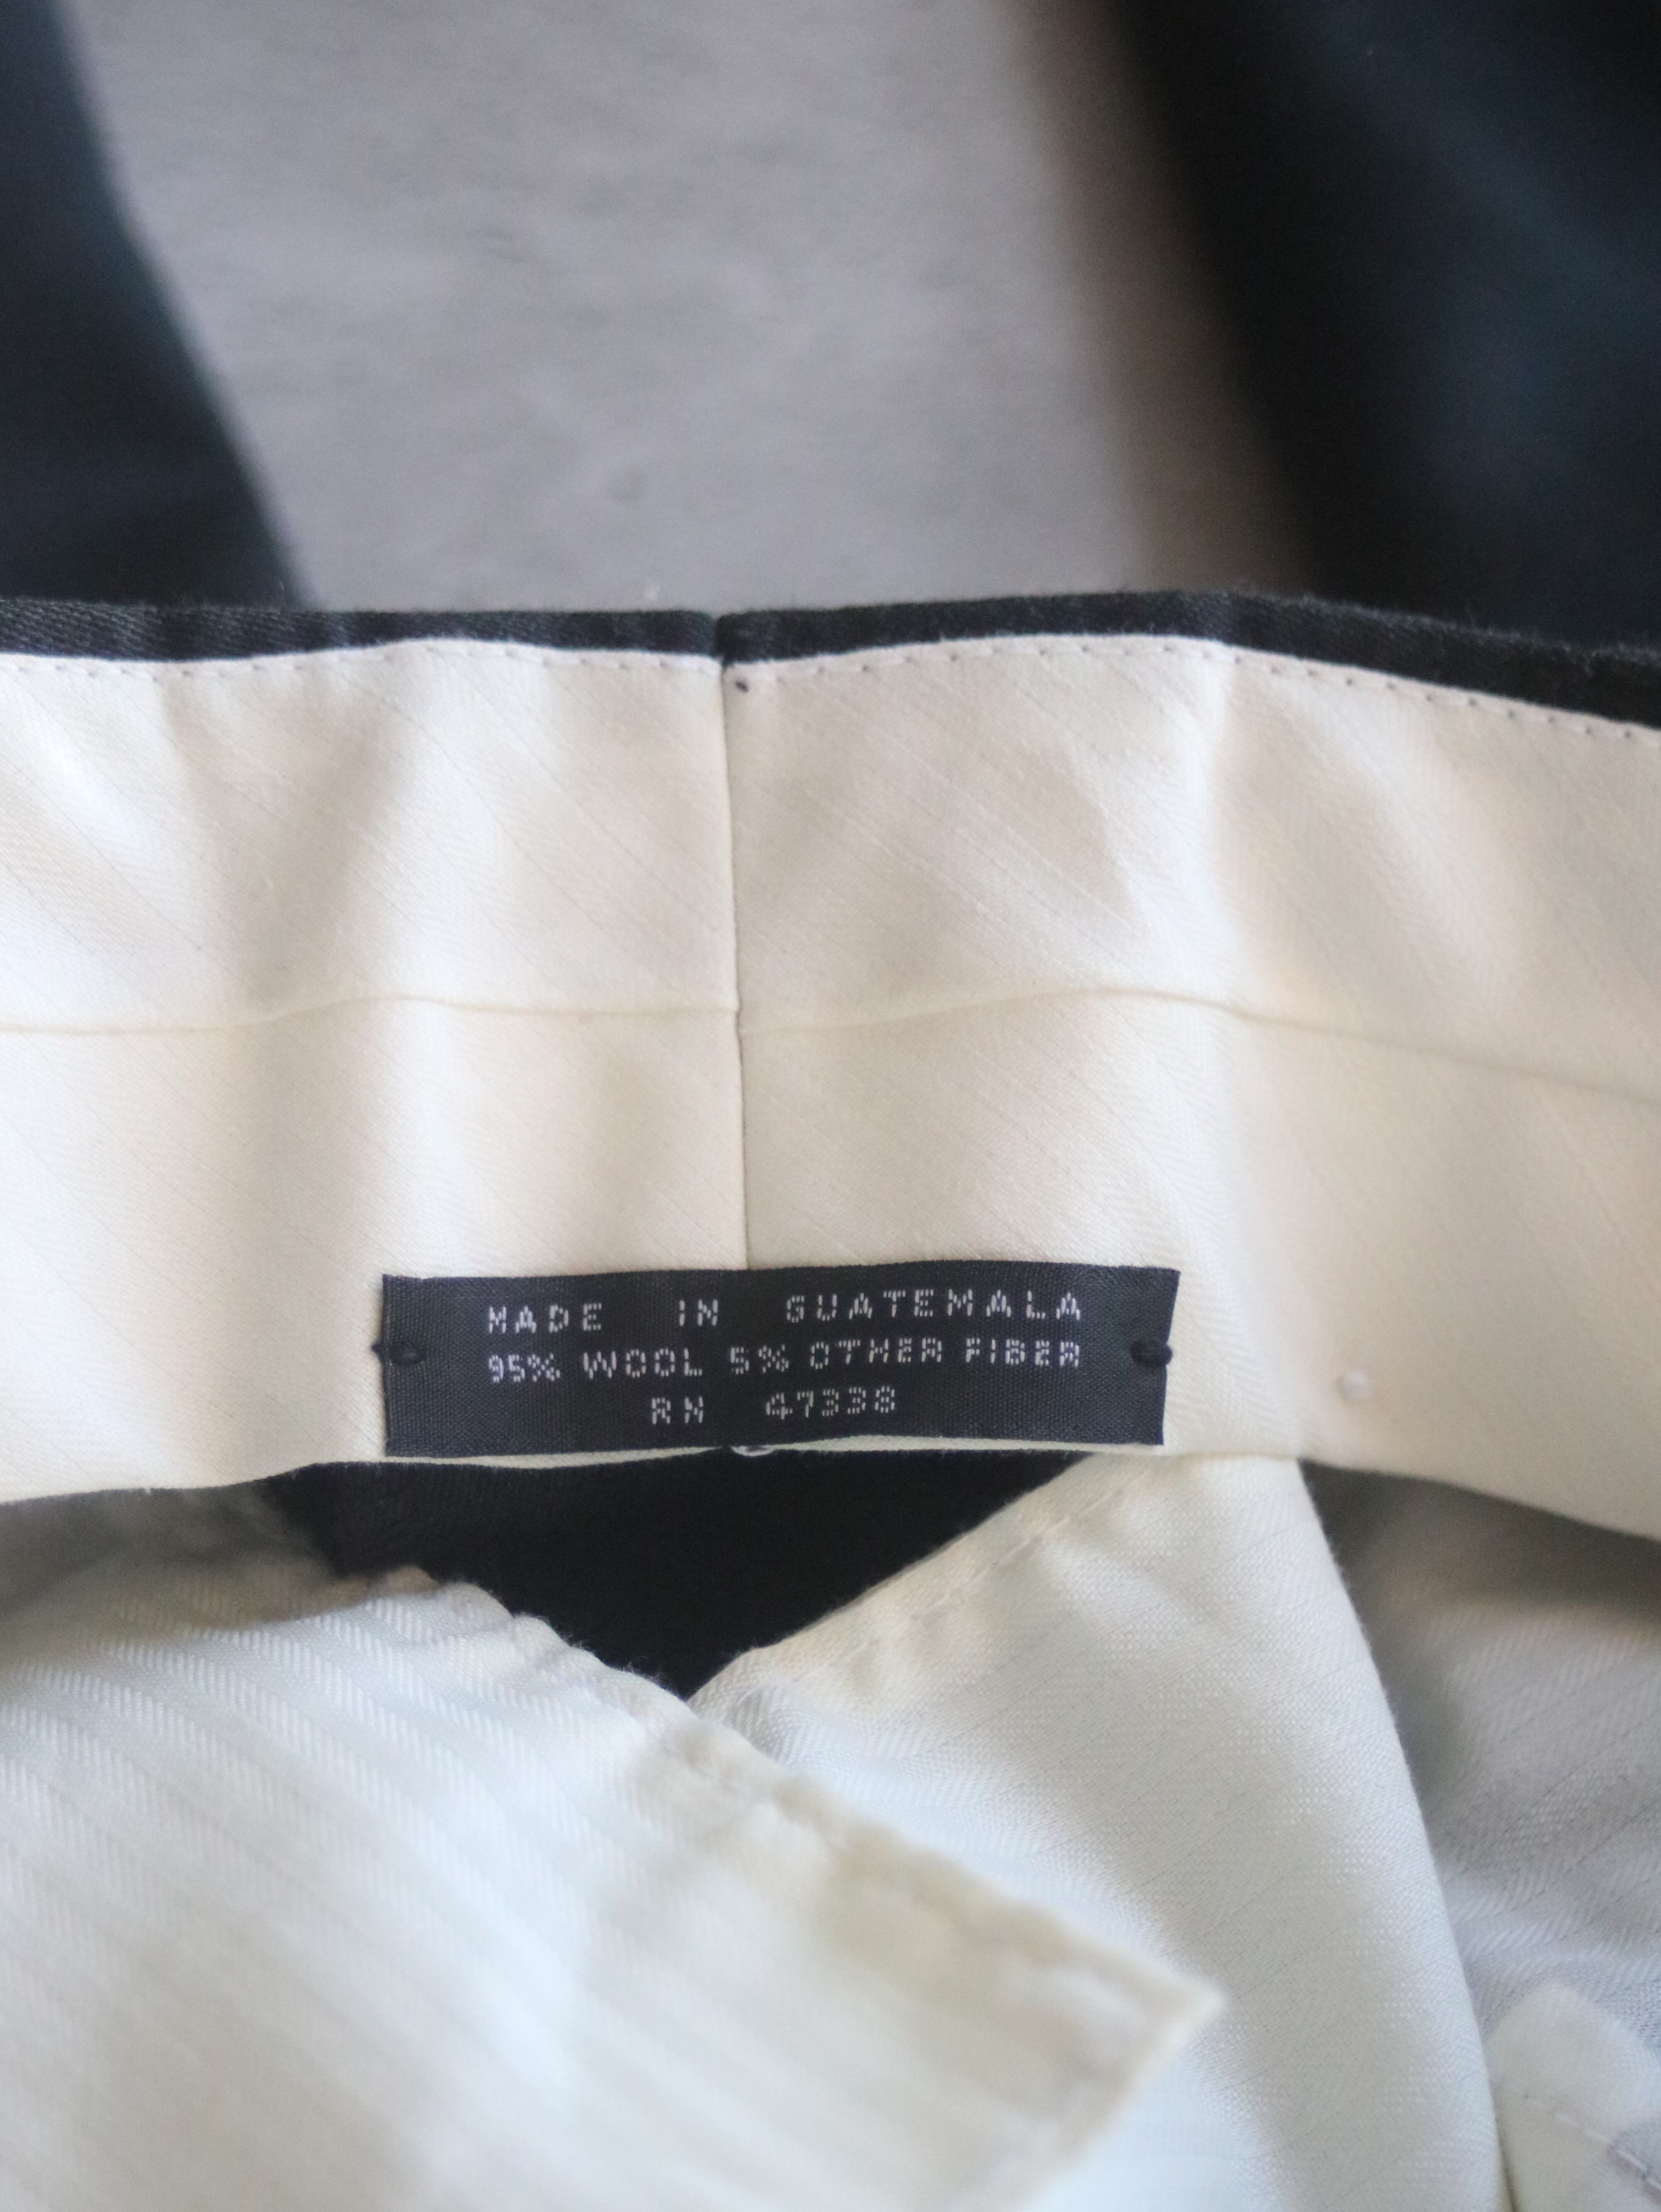 MADE IN GUATEMALA
95% WOOL 5% OTHER FIBER
RN 47338